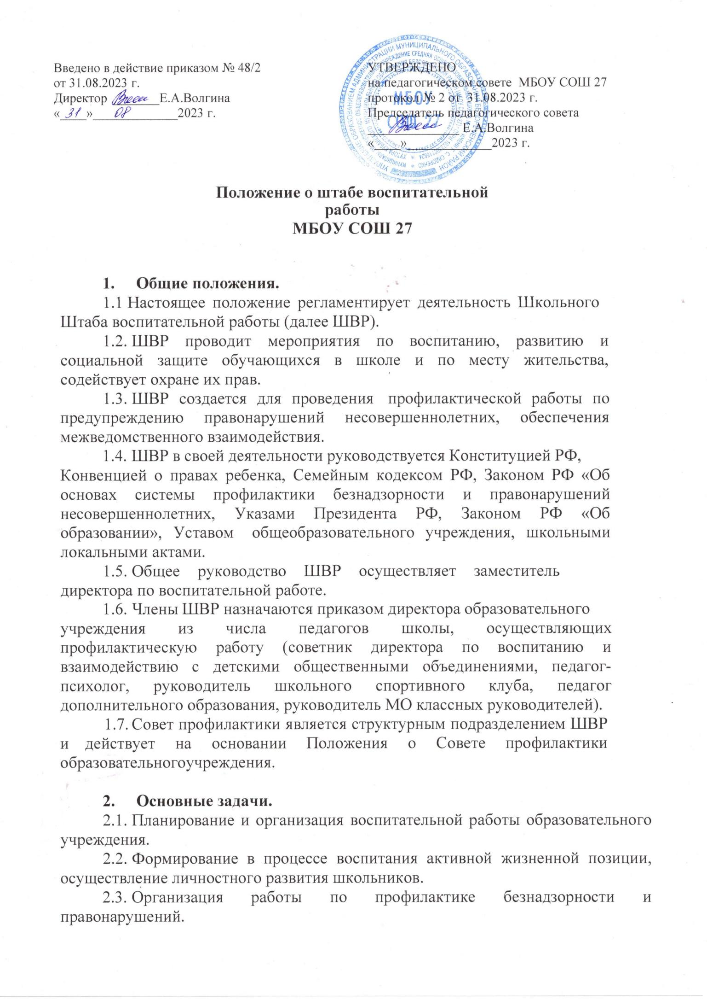 Введено в действие приказом № 48/2
от 31.08.2023 г.
Директор ________Е.А.Волгина
« 31 »____08_______2023 г.
УТВЕРЖДЕНО
на педагогическом совете МБОУ СОШ 27
протокол № 2 от 31.08.2023 г.
Председатель педагогического совета
______________ Е.А.Волгина
«____»_____________2023 г.
МБОУ
СОШ 27
Положение о штабе воспитательной
работы
МБОУ СОШ 27
1. Общие положения.
1.1 Настоящее положение регламентирует деятельность Школьного
Штаба воспитательной работы (далее ШВР).
1.2. ШВР проводит мероприятия по воспитанию, развитию и
социальной защите обучающихся в школе и по месту жительства,
содействует охране их прав.
1.3. ШВР создается для проведения профилактической работы по
предупреждению правонарушений несовершеннолетних, обеспечения
межведомственного взаимодействия.
1.4. ШВР в своей деятельности руководствуется Конституцией РФ,
Конвенцией о правах ребенка, Семейным кодексом РФ, Законом РФ «Об
основах системы профилактики безнадзорности и правонарушений
несовершеннолетних, Указами Президента РФ, Законом РФ «Об
образовании», Уставом общеобразовательного учреждения, школьными
локальными актами.
1.5. Общее руководство ШВР осуществляет заместитель
директора по воспитательной работе.
1.6. Члены ШВР назначаются приказом директора образовательного
учреждения из числа педагогов школы, осуществляющих
профилактическую работу (советник директора по воспитанию и
взаимодействию с детскими общественными объединениями, педагог-
психолог, руководитель школьного спортивного клуба, педагог
дополнительного образования, руководитель МО классных руководителей).
1.7. Совет профилактики является структурным подразделением ШВР
и действует на основании Положения о Совете профилактики
образовательногоучреждения.
2. Основные задачи.
2.1. Планирование и организация воспитательной работы образовательного
учреждения.
2.2. Формирование в процессе воспитания активной жизненной позиции,
осуществление личностного развития школьников.
2.3. Организация работы по профилактике безнадзорности и
правонарушений.